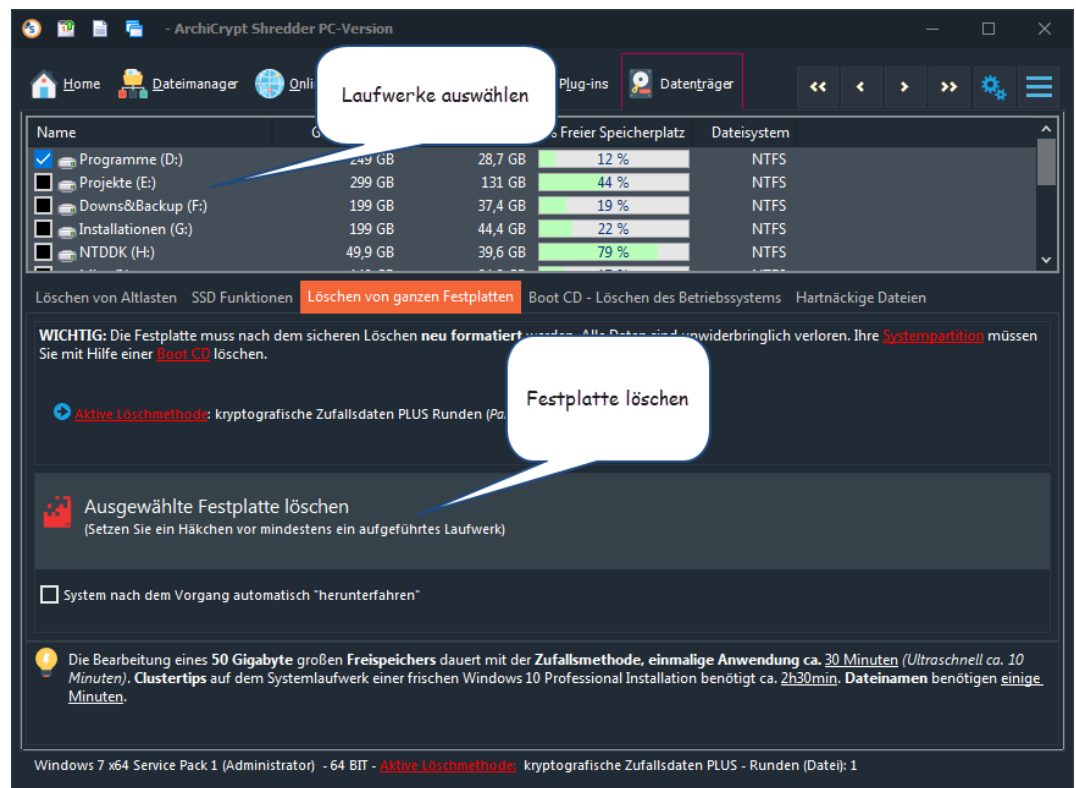 - ArchiCrypt Shredder PC-Version
Home Dateimanager Onli Plug-ins Datenträger
Laufwerke auswählen
Name G % Freier Speicherplatz Dateisystem
Programme (D:) 249 GB 28,7 GB 12 % NTFS
Projekte (E:) 299 GB 131 GB 44 % NTFS
Downs&Backup (F:) 199 GB 37,4 GB 19 % NTFS
Installationen (G:) 199 GB 44,4 GB 22 % NTFS
NTDDK (H:) 49,9 GB 39,6 GB 79 % NTFS
Löschen von Altlasten SSD Funktionen Löschen von ganzen Festplatten Boot CD - Löschen des Betriebssystems Hartnäckige Dateien
WICHTIG: Die Festplatte muss nach dem sicheren Löschen neu formatiert werden. Alle Daten sind unwiderbringlich verloren. Ihre Systempartition müssen
Sie mit Hilfe einer Boot CD löschen.
Festplatte löschen
Aktive Löschmethode: kryptografische Zufallsdaten PLUS Runden (Pa
Ausgewählte Festplatte löschen
(Setzen Sie ein Häkchen vor mindestens ein aufgeführtes Laufwerk)
System nach dem Vorgang automatisch "herunterfahren"
Die Bearbeitung eines 50 Gigabyte großen Freispeichers dauert mit der Zufallsmethode, einmalige Anwendung ca. 30 Minuten (Ultraschnell ca. 10
Minuten). Clustertips auf dem Systemlaufwerk einer frischen Windows 10 Professional Installation benötigt ca. 2h30min. Dateinamen benötigen einige
Minuten.
Windows 7 x64 Service Pack 1 (Administrator) - 64 BIT - Aktive Löschmethode: kryptografische Zufallsdaten PLUS - Runden (Datei): 1